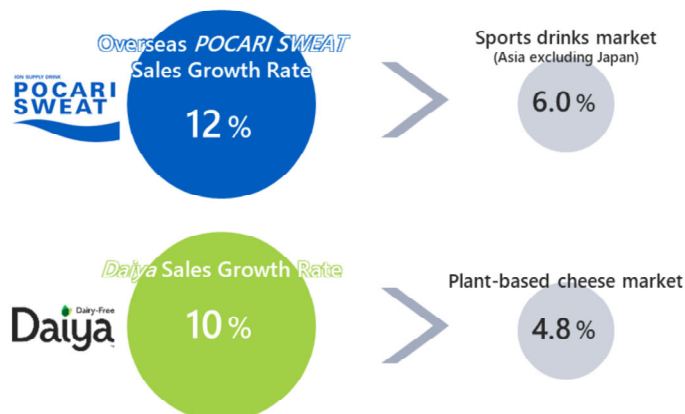 Overseas POCARI SWEAT
Sales Growth Rate
12 %
ION SUPPLY DRINK
POCARI
SWEAT
Sports drinks market
(Asia excluding Japan)
6.0 %
Daiya Sales Growth Rate
10 %
Dairy-Free
Daiya
Plant-based cheese market
4.8 %